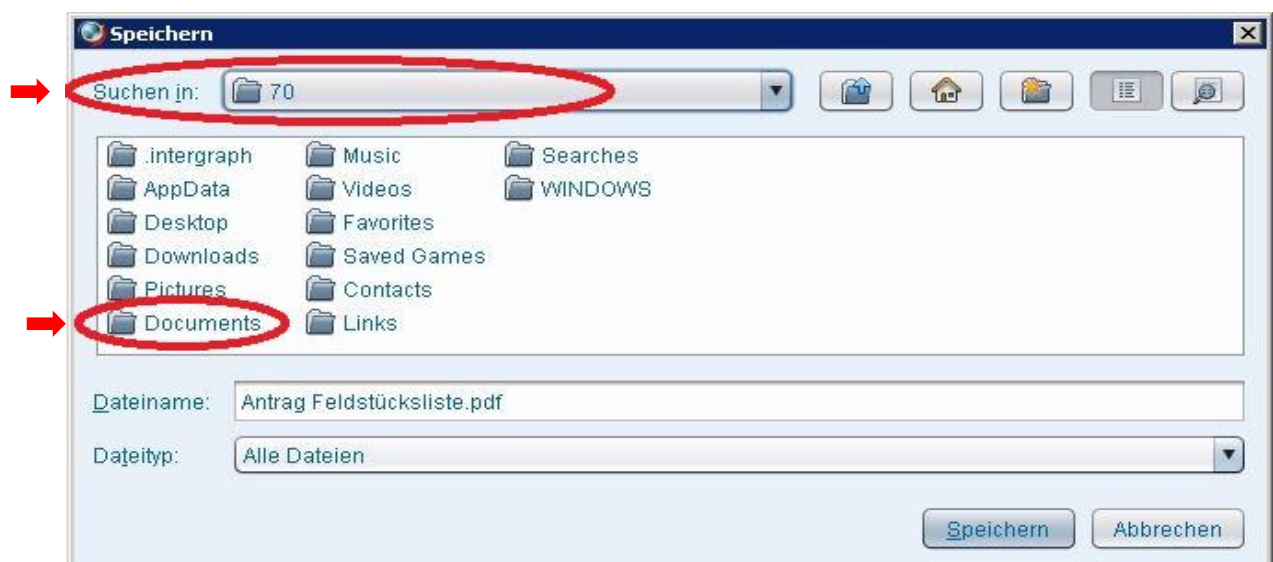 Speichern
Suchen in: 70
.intergraph Music Searches
AppData Videos WINDOWS
Desktop Favorites
Downloads Saved Games
Pictures Contacts
Documents Links
Dateiname: Antrag Feldstücksliste.pdf
Dateityp: Alle Dateien
Speichern Abbrechen